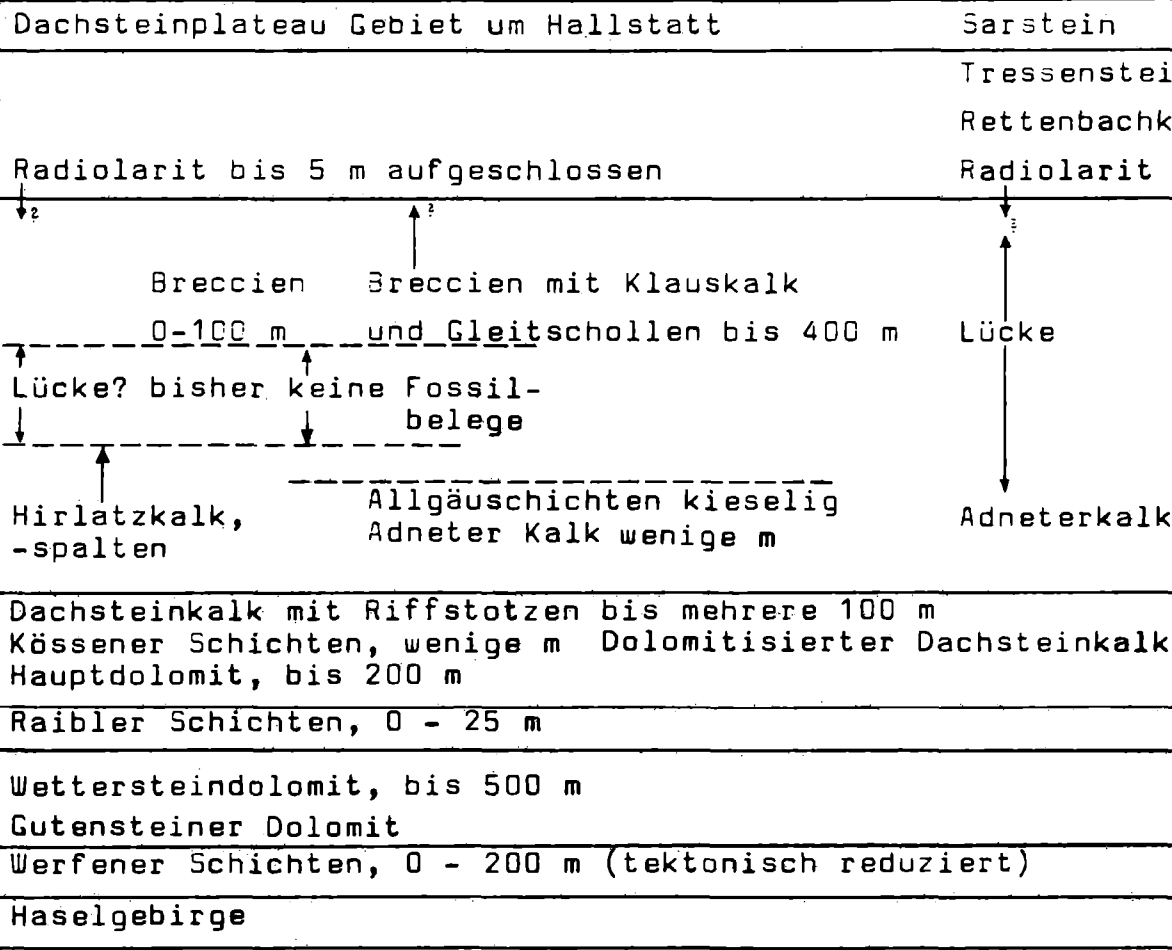 Dachsteinplateau Gebiet um Hallstatt Sarstein
Tressenstei
Rettenbachk
Radiolarit bis 5 m aufgeschlossen Radiolarit
? ?
Breccien Breccien mit Klauskalk
0-100 m und Gleitschollen bis 400 m Lücke
Lücke? bisher keine Fossil-
belege
Allgäuschichten kieselig
Hirlatzkalk, Adneter Kalk wenige m Adneterkalk
-spalten
Dachsteinkalk mit Riffstotzen bis mehrere 100 m
Kössener Schichten, wenige m Dolomitisierter Dachsteinkalk
Hauptdolomit, bis 200 m
Raibler Schichten, 0 - 25 m
Wettersteindolomit, bis 500 m
Gutensteiner Dolomit
Werfener Schichten, 0 - 200 m (tektonisch reduziert)
Haselgebirge